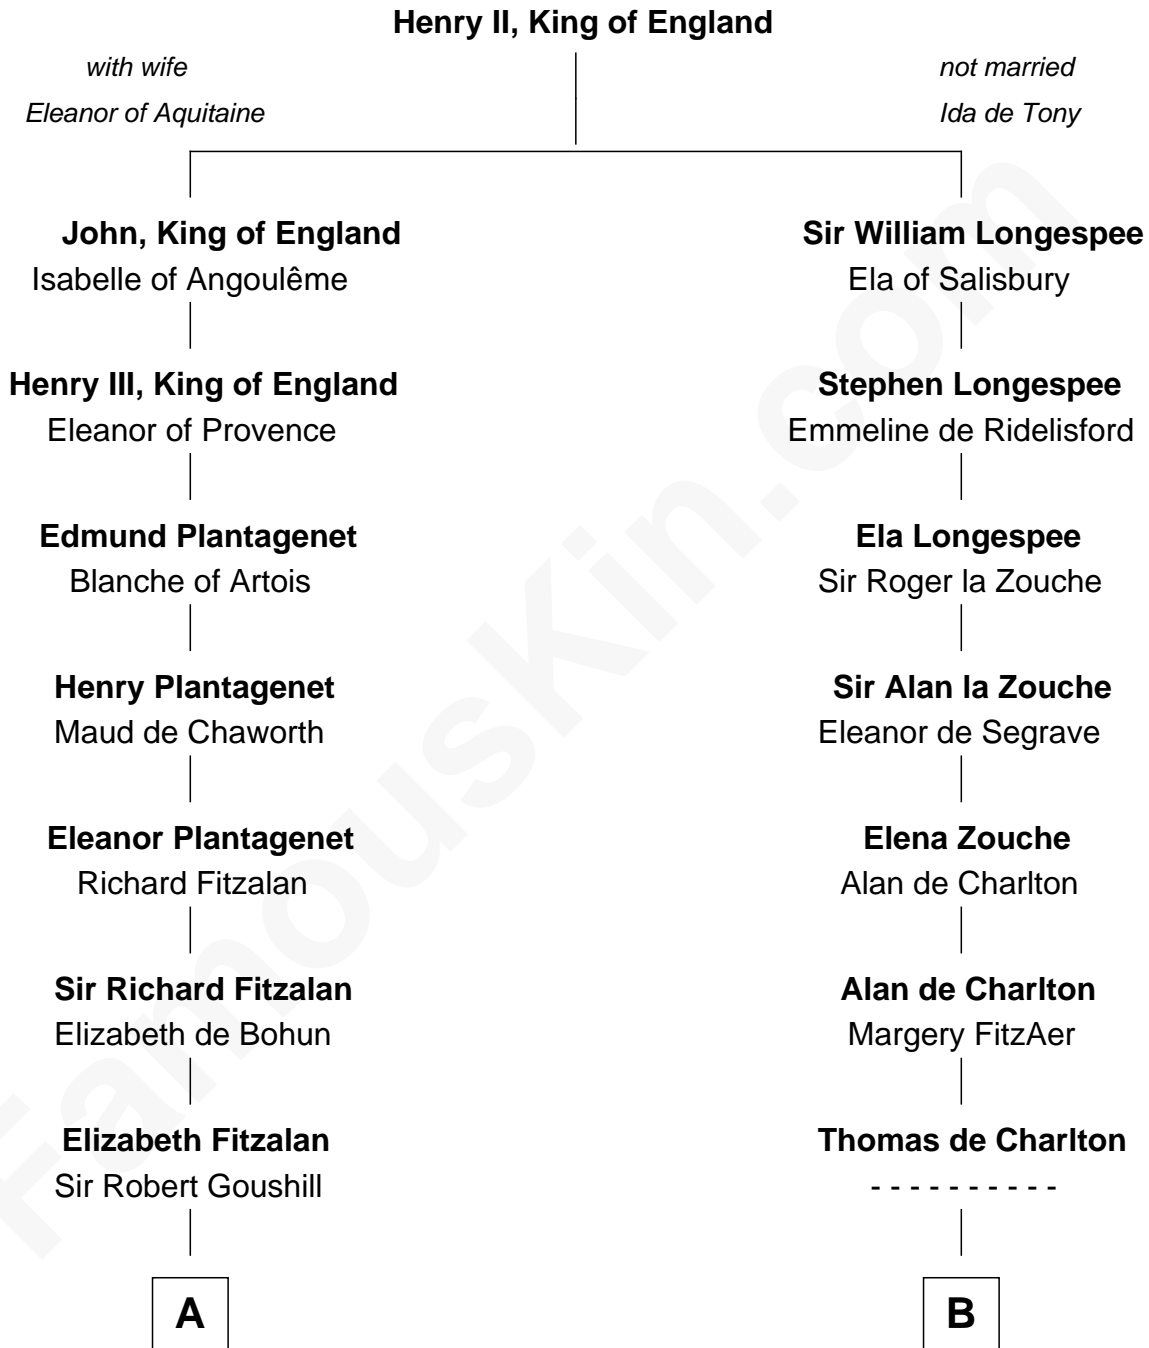 Henry II, King of England
with wife
Eleanor of Aquitaine
not married
Ida de Tony
John, King of England
Isabelle of Angoulême
Sir William Longespee
Ela of Salisbury
Henry III, King of England
Eleanor of Provence
Stephen Longespee
Emmeline de Ridelisford
Edmund Plantagenet
Blanche of Artois
Ela Longespee
Sir Roger la Zouche
Henry Plantagenet
Maud de Chaworth
Sir Alan la Zouche
Eleanor de Segrave
Eleanor Plantagenet
Richard Fitzalan
Elena Zouche
Alan de Charlton
Sir Richard Fitzalan
Elizabeth de Bohun
Alan de Charlton
Margery FitzAer
Elizabeth Fitzalan
Sir Robert Goushill
Thomas de Charlton
- - - - - - - - - -
A
B
FamousKin.com